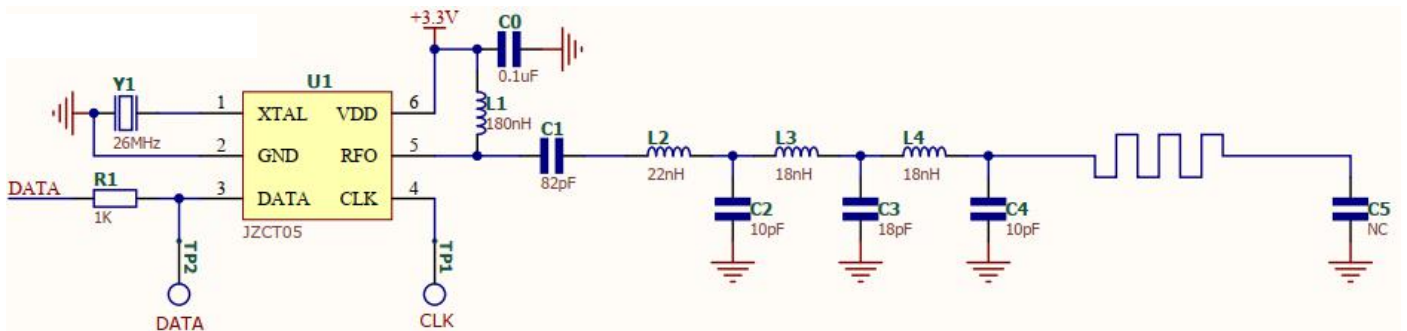 +3.3V
C0
0.1uF
Y1
26MHz
U1
1 XTAL VDD 6
2 GND RFO 5
3 DATA CLK 4
JZCT05
L1
180nH
C1
82pF
L2
22nH
L3
18nH
L4
18nH
C2
10pF
C3
18pF
C4
10pF
C5
NC
DATA
R1
1K
TP2
DATA
TP1
CLK